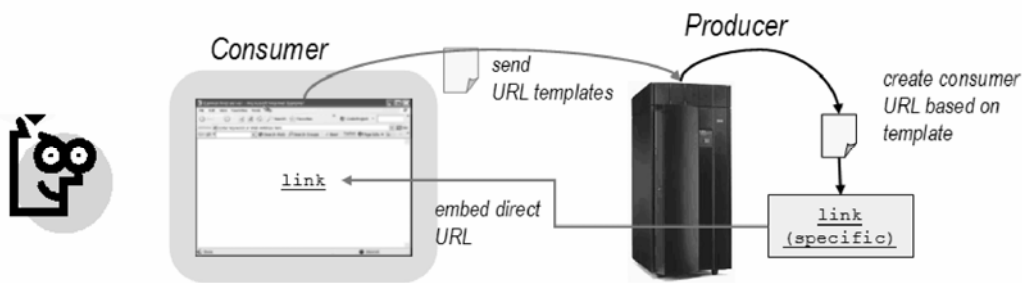 Consumer
Producer
send
URL templates
create consumer
URL based on
template
link
embed direct
URL
link
(specific)